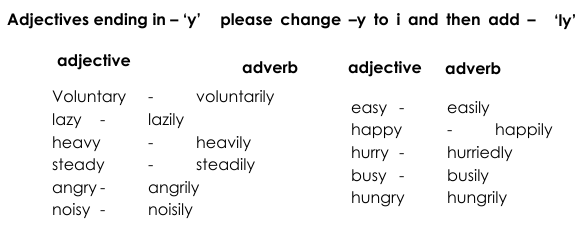 Adjectives ending in – ‘y’ please change –y to i and then add – ‘ly’
adjective adverb
Voluntary - voluntarily
lazy - lazily
heavy - heavily
steady - steadily
angry - angrily
noisy - noisily
adjective adverb
easy - easily
happy - happily
hurry - hurriedly
busy - busily
hungry hungrily